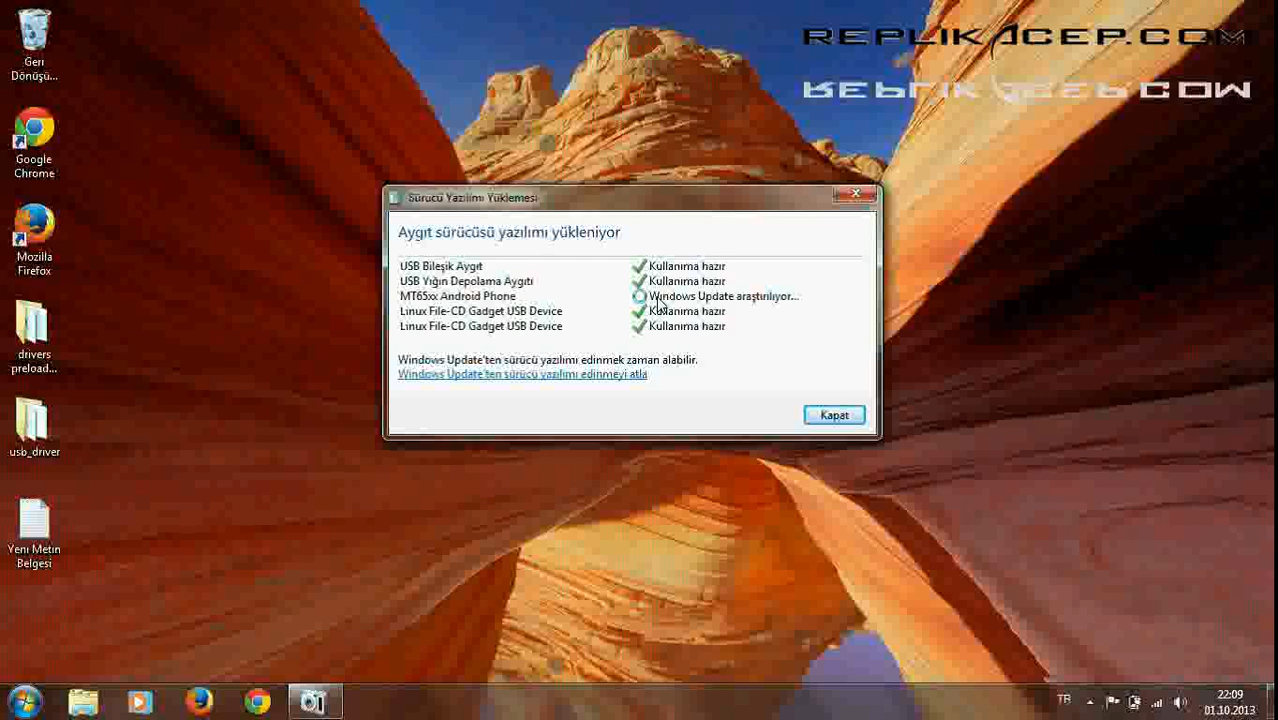 REPLIKACEP.COM
Geri
Dönüşü...
Google
Chrome
Mozilla
Firefox
drivers
preload...
usb_driver
Yeni Metin
Belgesi
Sürücü Yazılımı Yüklemesi
Aygıt sürücüsü yazılımı yükleniyor
USB Bileşik Aygıt Kullanıma hazır
USB Yığın Depolama Aygıtı Kullanıma hazır
MT65xx Android Phone Windows Update araştırılıyor...
Linux File-CD Gadget USB Device Kullanıma hazır
Linux File-CD Gadget USB Device Kullanıma hazır
Windows Update'ten sürücü yazılımı edinmek zaman alabilir.
Windows Update'ten sürücü yazılımı edinmeyi atla
Kapat
TR
22:09
01.10.2013